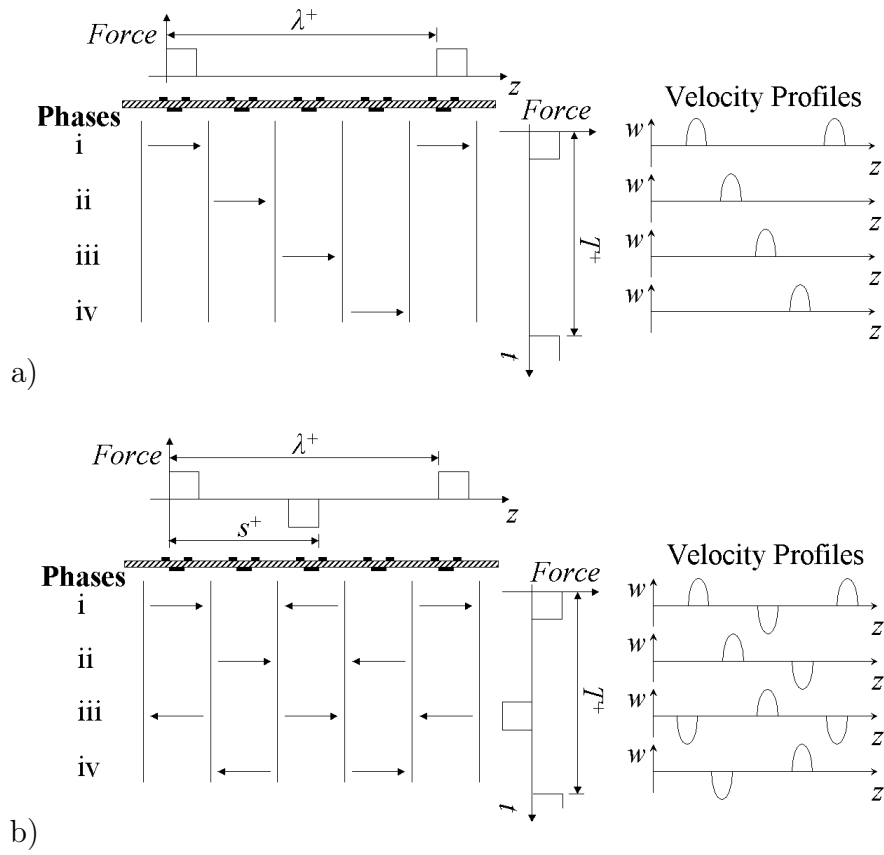 Force
λ⁺
z
Phases
i
ii
iii
iv
Force
T⁺
t
Velocity Profiles
w
z
w
z
w
z
w
z
a)
Force
λ⁺
z
s⁺
Phases
i
ii
iii
iv
Force
T⁺
t
Velocity Profiles
w
z
w
z
w
z
w
z
b)